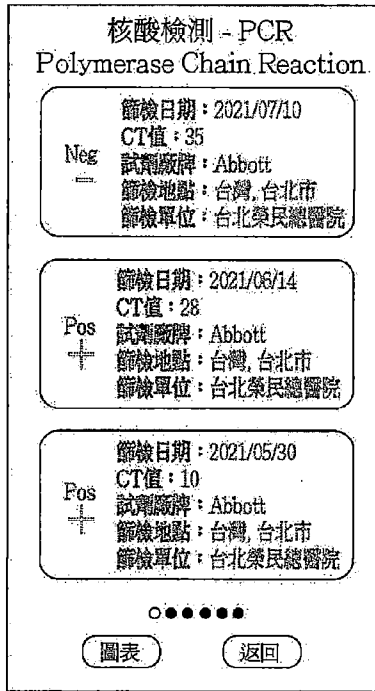 核酸檢測 - PCR
Polymerase Chain Reaction
Neg
－
篩檢日期：2021/07/10
CT值：35
試劑廠牌：Abbott
篩檢地點：台灣, 台北市
篩檢單位：台北榮民總醫院
Pos
＋
篩檢日期：2021/06/14
CT值：28
試劑廠牌：Abbott
篩檢地點：台灣, 台北市
篩檢單位：台北榮民總醫院
Pos
＋
篩檢日期：2021/05/30
CT值：10
試劑廠牌：Abbott
篩檢地點：台灣, 台北市
篩檢單位：台北榮民總醫院
圖表
返回